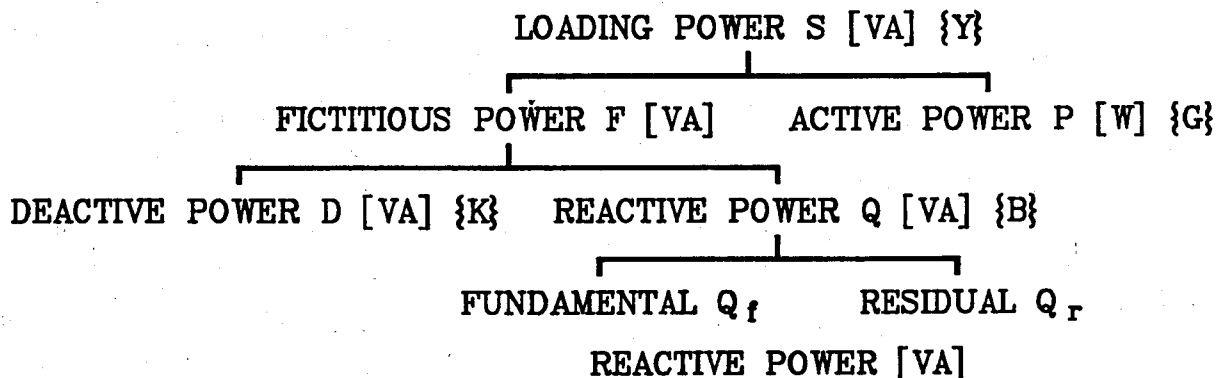 LOADING POWER S [VA] {Y}
FICTITIOUS POWER F [VA] ACTIVE POWER P [W] {G}
DEACTIVE POWER D [VA] {K} REACTIVE POWER Q [VA] {B}
FUNDAMENTAL Q f RESIDUAL Q r
REACTIVE POWER [VA]